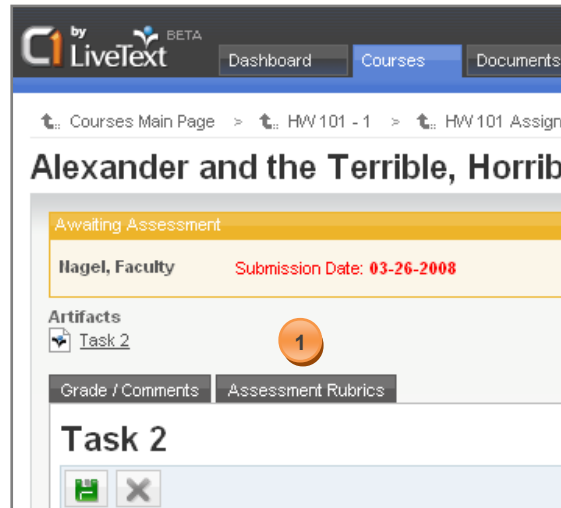 C1 by LiveText BETA
Dashboard Courses Documents
Courses Main Page > HW 101 - 1 > HW 101 Assign
Alexander and the Terrible, Horrib
Awaiting Assessment
Nagel, Faculty Submission Date: 03-26-2008
Artifacts
Task 2
1
Grade / Comments Assessment Rubrics
Task 2